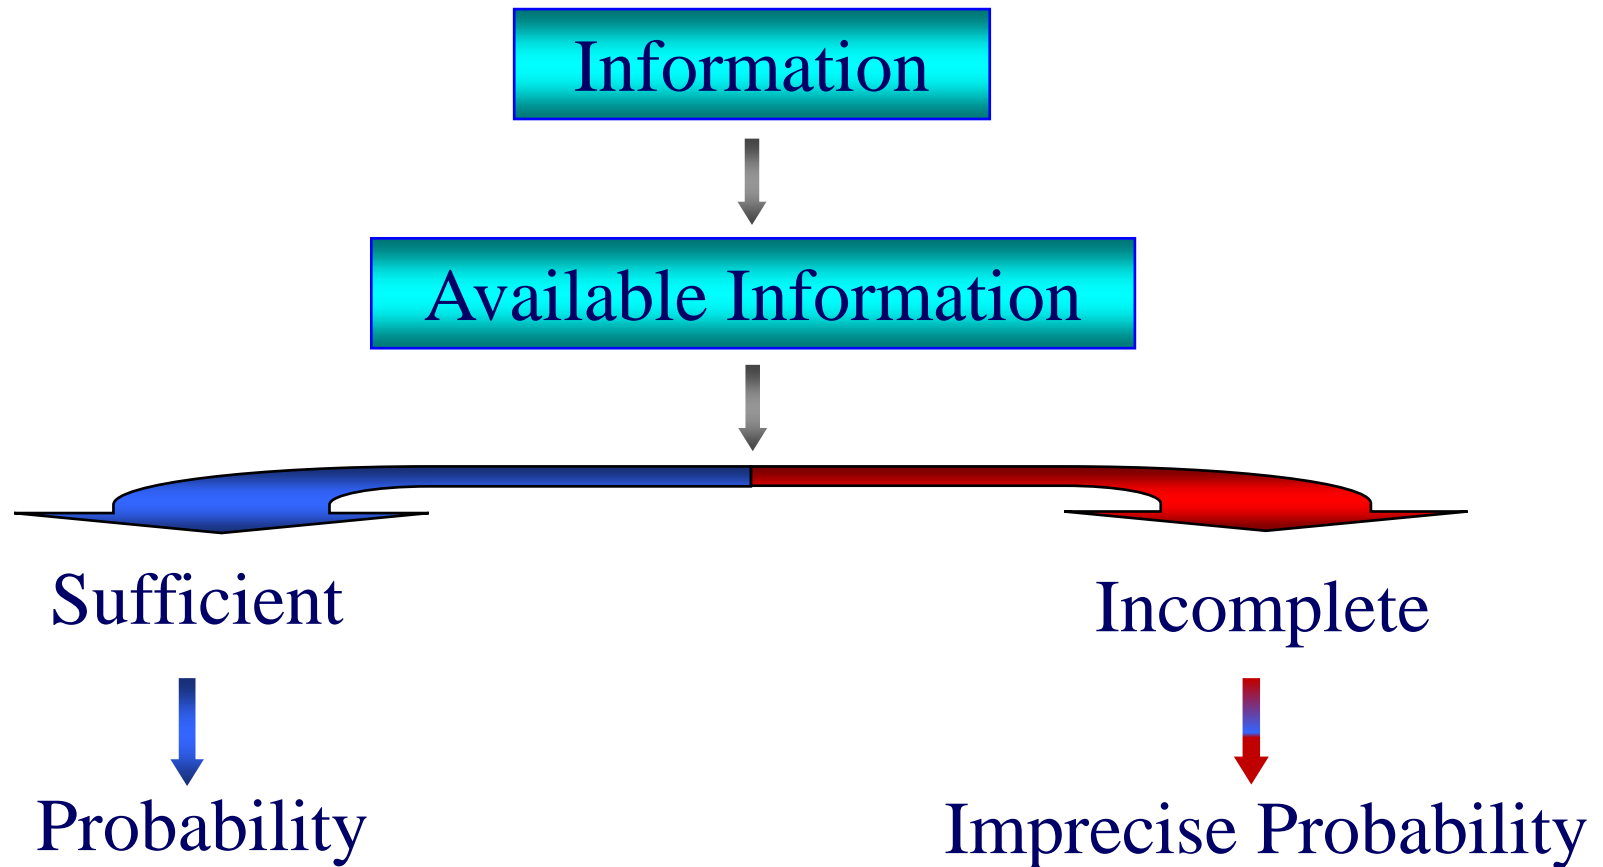 Information
Available Information
Sufficient
Incomplete
Probability
Imprecise Probability